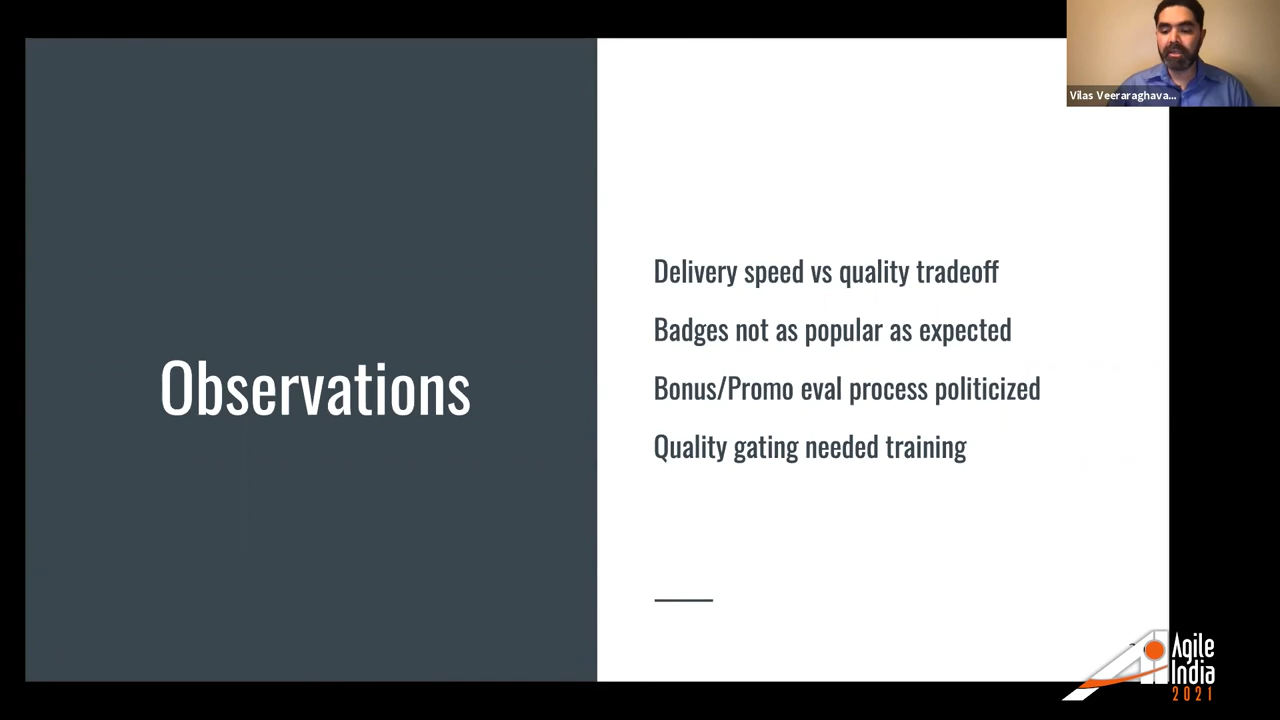 Vilas Veeraraghava...
Observations
Delivery speed vs quality tradeoff
Badges not as popular as expected
Bonus/Promo eval process politicized
Quality gating needed training
Agile
India
2021